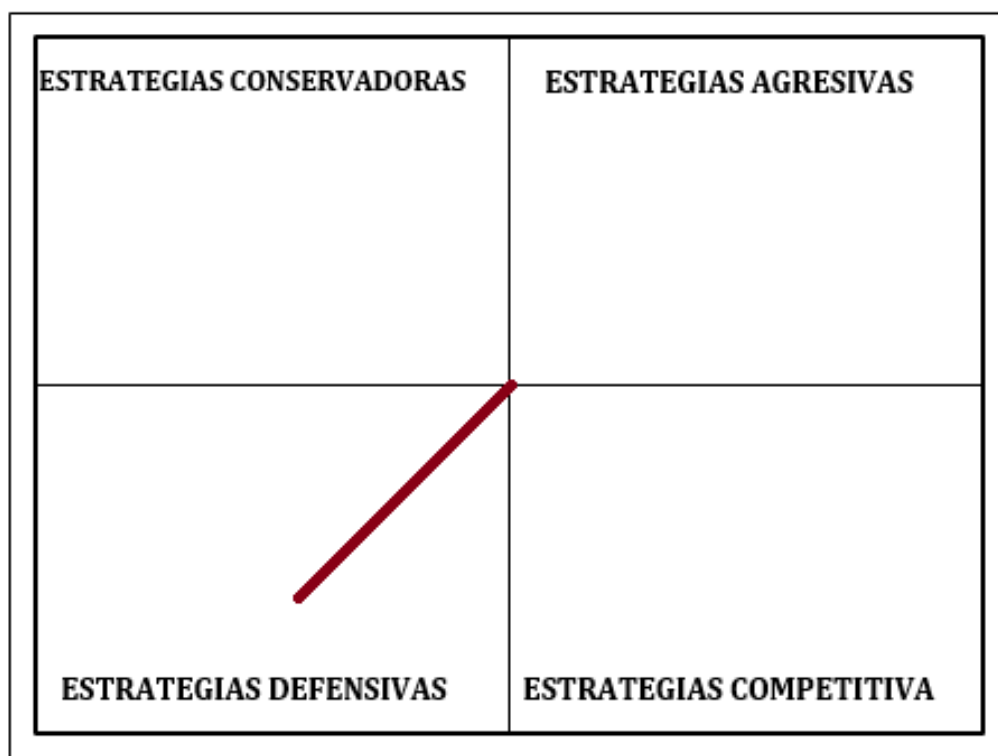 ESTRATEGIAS CONSERVADORAS
ESTRATEGIAS AGRESIVAS
ESTRATEGIAS DEFENSIVAS
ESTRATEGIAS COMPETITIVA